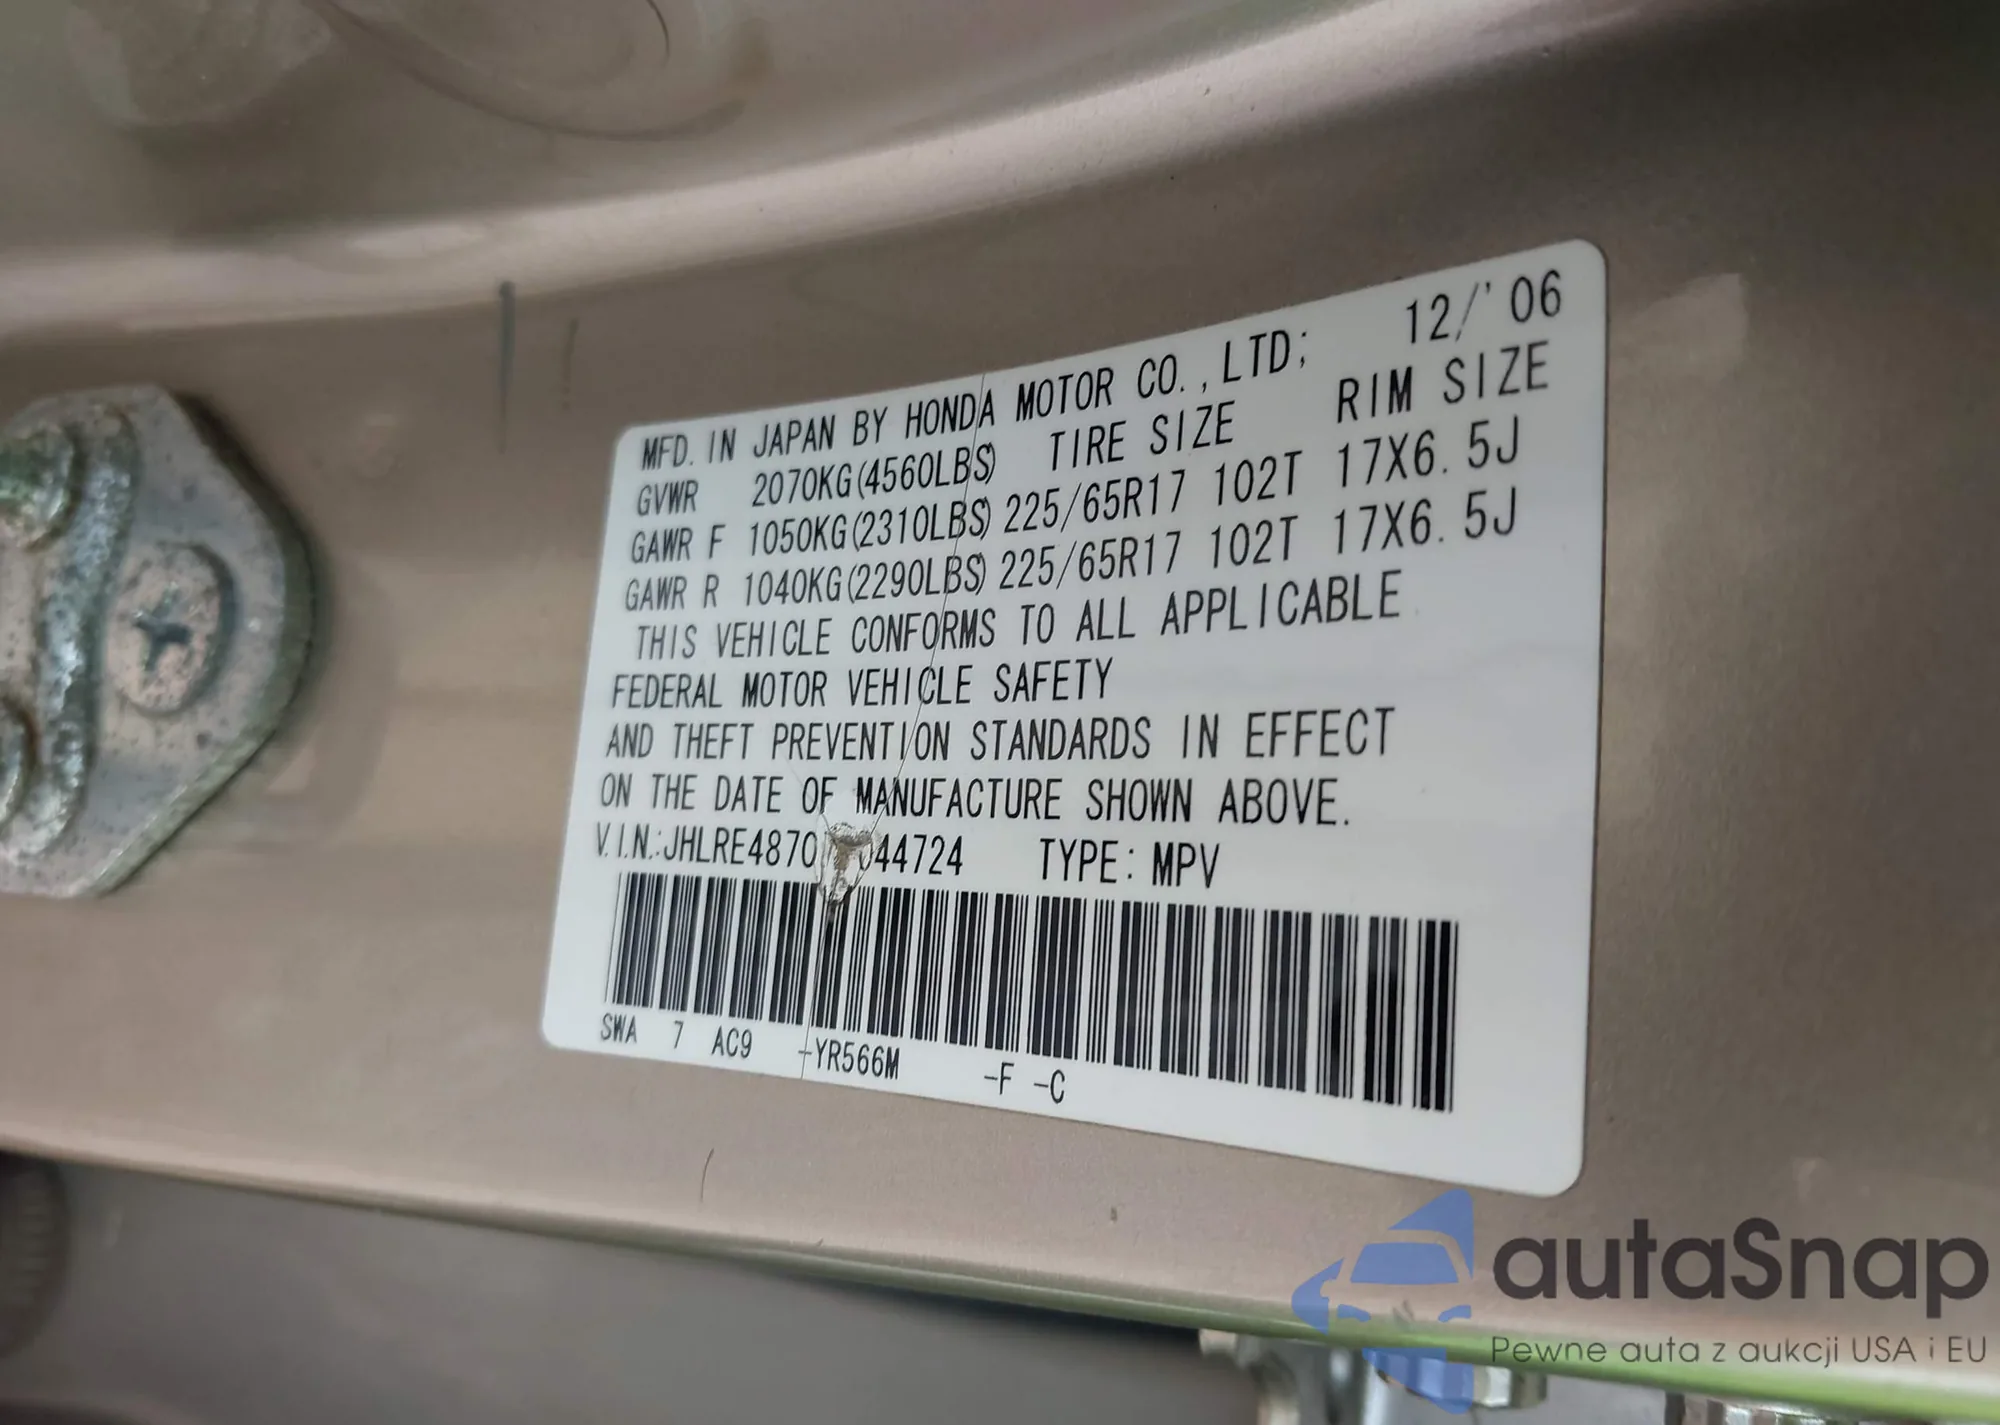 MFD. IN JAPAN BY HONDA MOTOR CO., LTD; 12/'06
GVWR 2070KG(4560LBS) TIRE SIZE RIM SIZE
GAWR F 1050KG(2310LBS) 225/65R17 102T 17X6.5J
GAWR R 1040KG(2290LBS) 225/65R17 102T 17X6.5J
THIS VEHICLE CONFORMS TO ALL APPLICABLE
FEDERAL MOTOR VEHICLE SAFETY
AND THEFT PREVENTION STANDARDS IN EFFECT
ON THE DATE OF MANUFACTURE SHOWN ABOVE.
V.I.N.: TYPE: MPV
SWA 7 AC9 -YR566M -F -C
autaSnap
Pewne auta z aukcji USA i EU